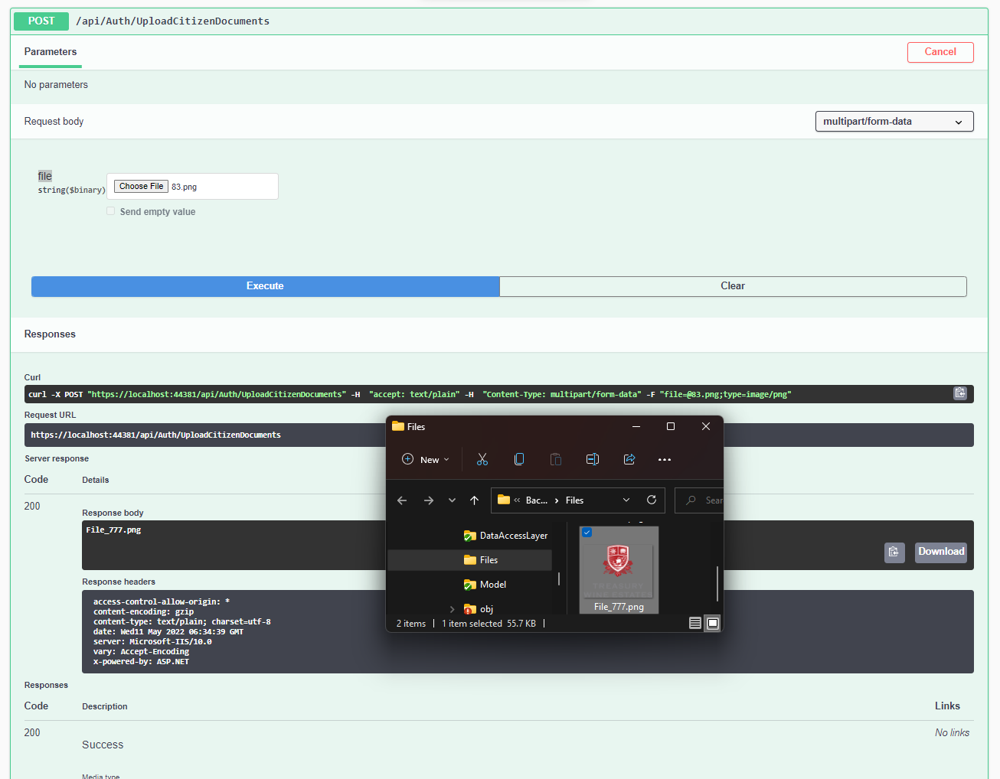 POST /api/Auth/UploadCitizenDocuments
Parameters
Cancel
No parameters
Request body
multipart/form-data
file
string($binary)
Choose File 83.png
Send empty value
Execute
Clear
Responses
Curl
curl -X POST "https://localhost:44381/api/Auth/UploadCitizenDocuments" -H  "accept: text/plain" -H  "Content-Type: multipart/form-data" -F "file=@83.png;type=image/png"
Request URL
https://localhost:44381/api/Auth/UploadCitizenDocuments
Server response
Code Details
200
Response body
File_777.png
Download
Response headers
access-control-allow-origin: *
content-encoding: gzip
content-type: text/plain; charset=utf-8
date: Wed11 May 2022 06:34:39 GMT
server: Microsoft-IIS/10.0
vary: Accept-Encoding
x-powered-by: ASP.NET
Files
New
« Bac... › Files
Sear
DataAccessLayer
Files
Model
obj
TREASURY
WINE ESTATES
File_777.png
2 items | 1 item selected 55.7 KB |
Responses
Code Description Links
200
Success
No links
Media type